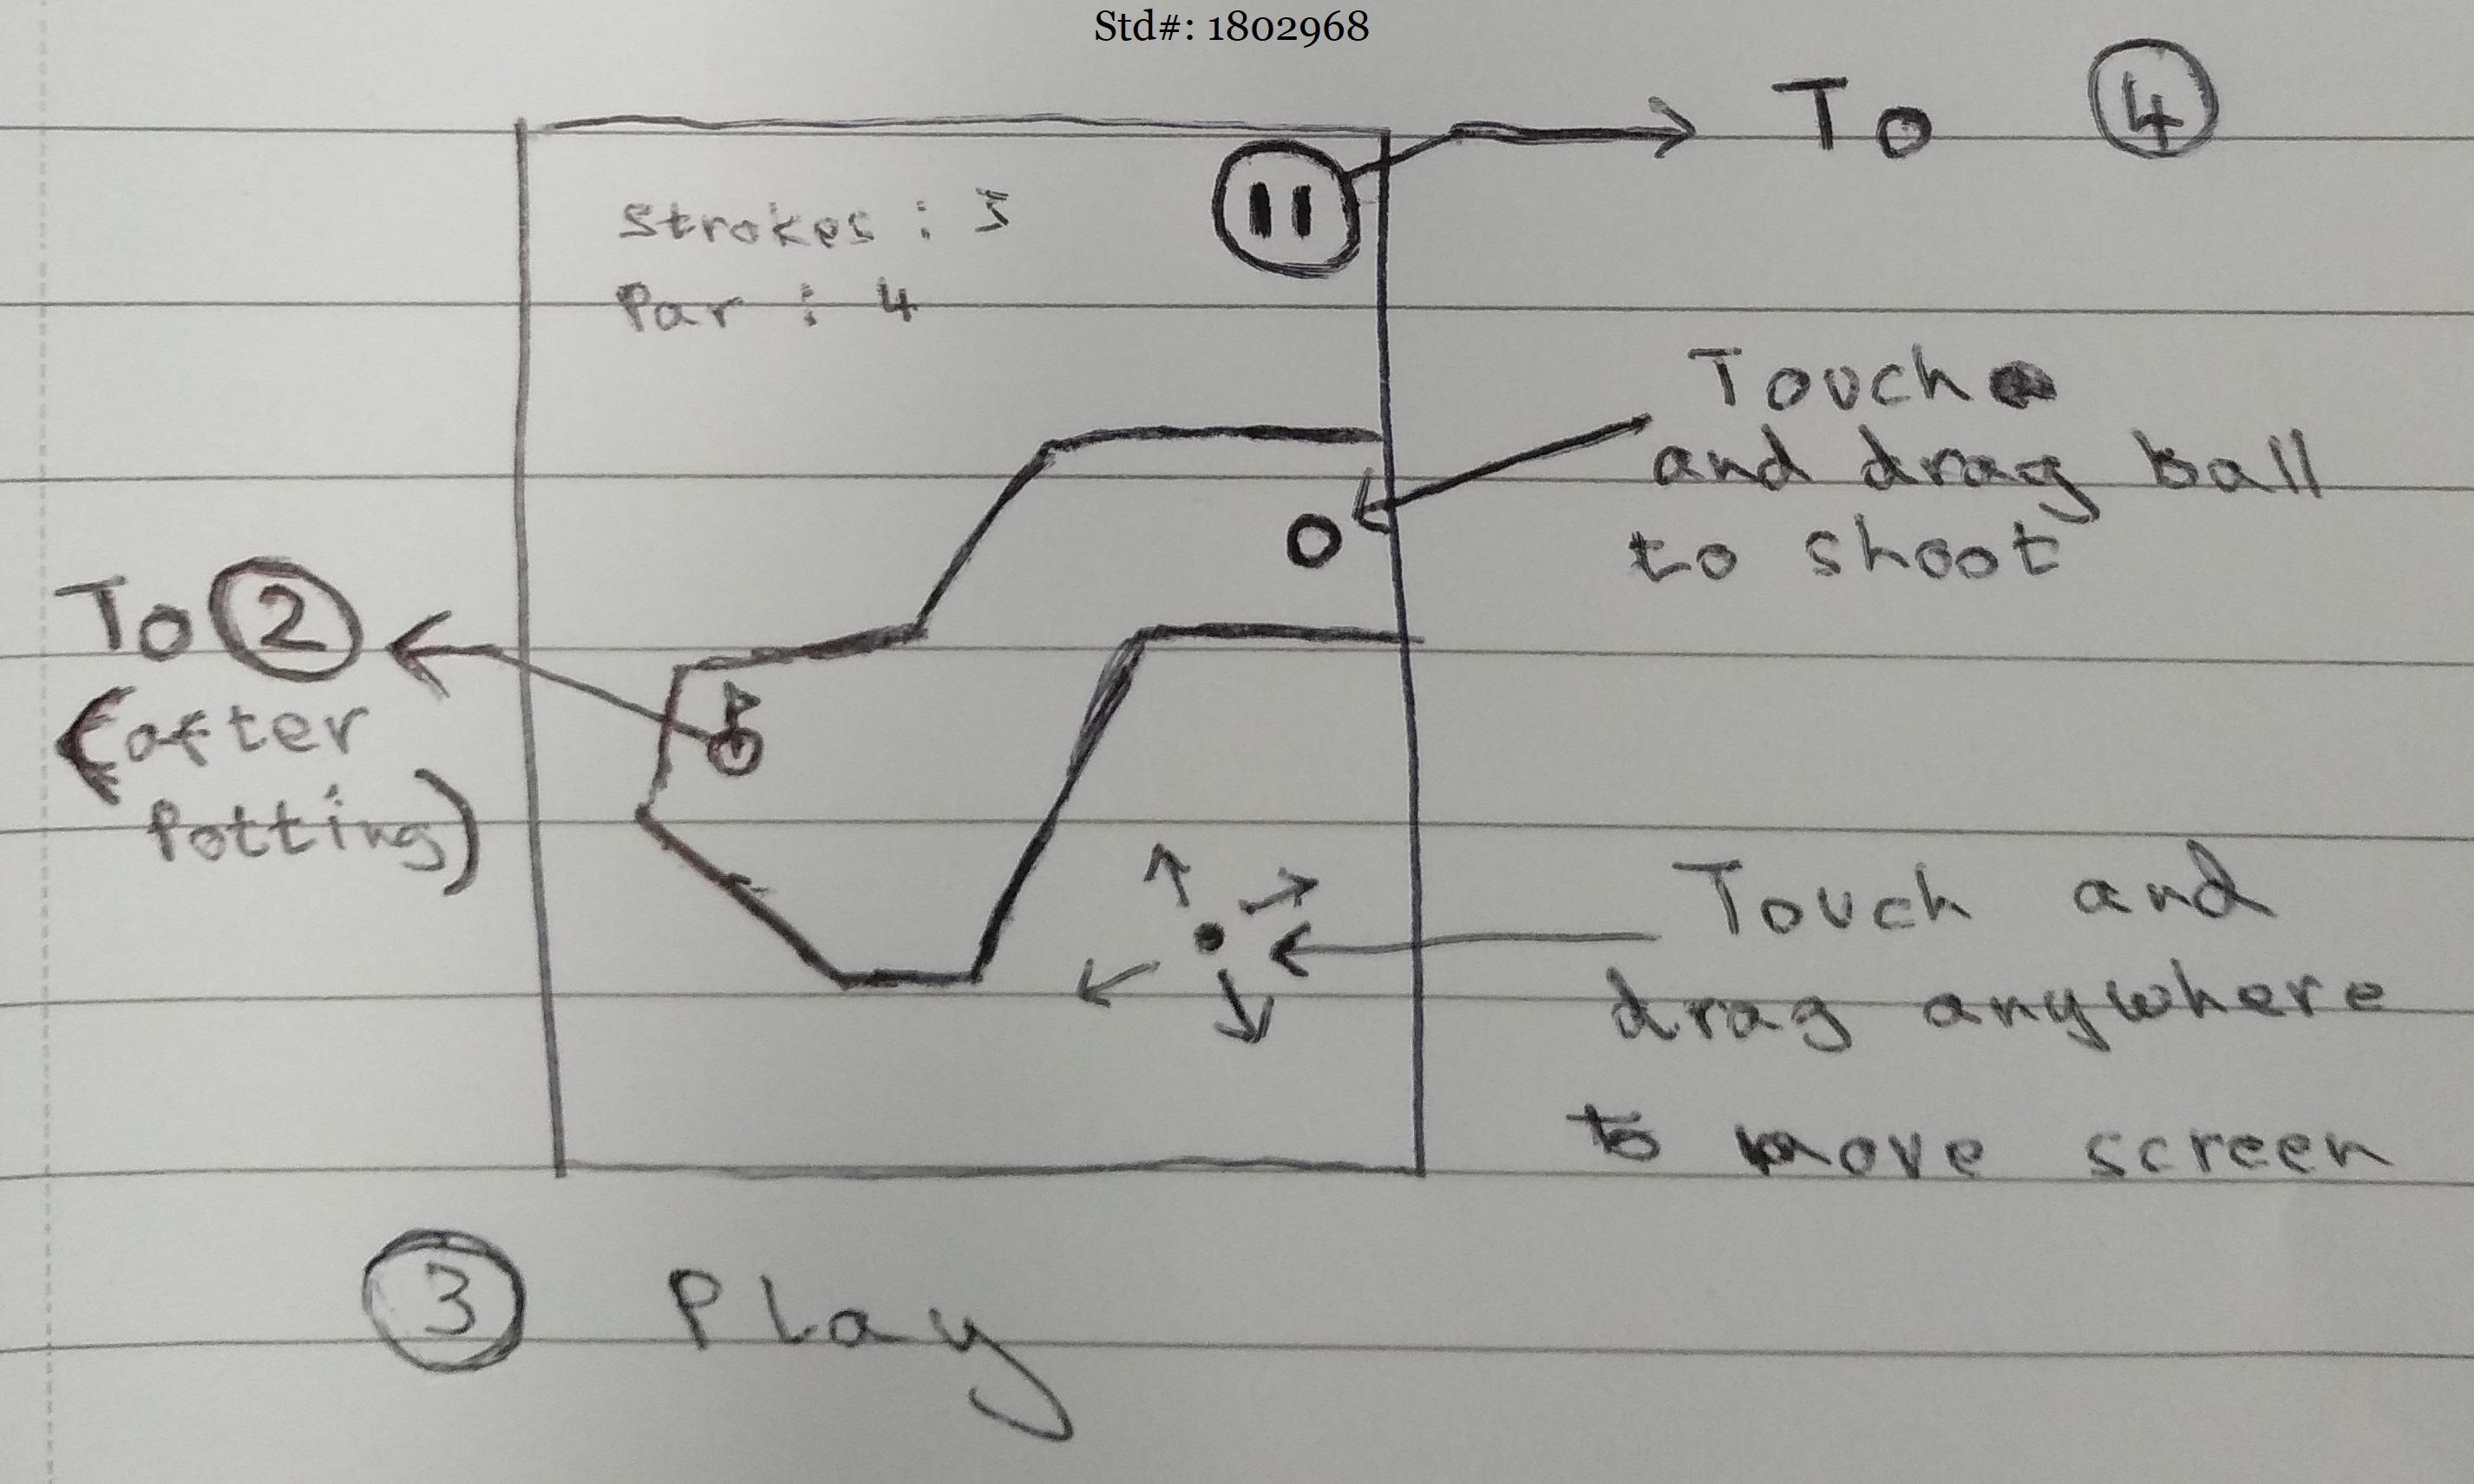 Std#: 1802968
To 4
Strokes : 3
Par : 4
Touch
and drag ball
to shoot
To 2
(after
Potting)
Touch and
drag anywhere
to move screen
3 Play